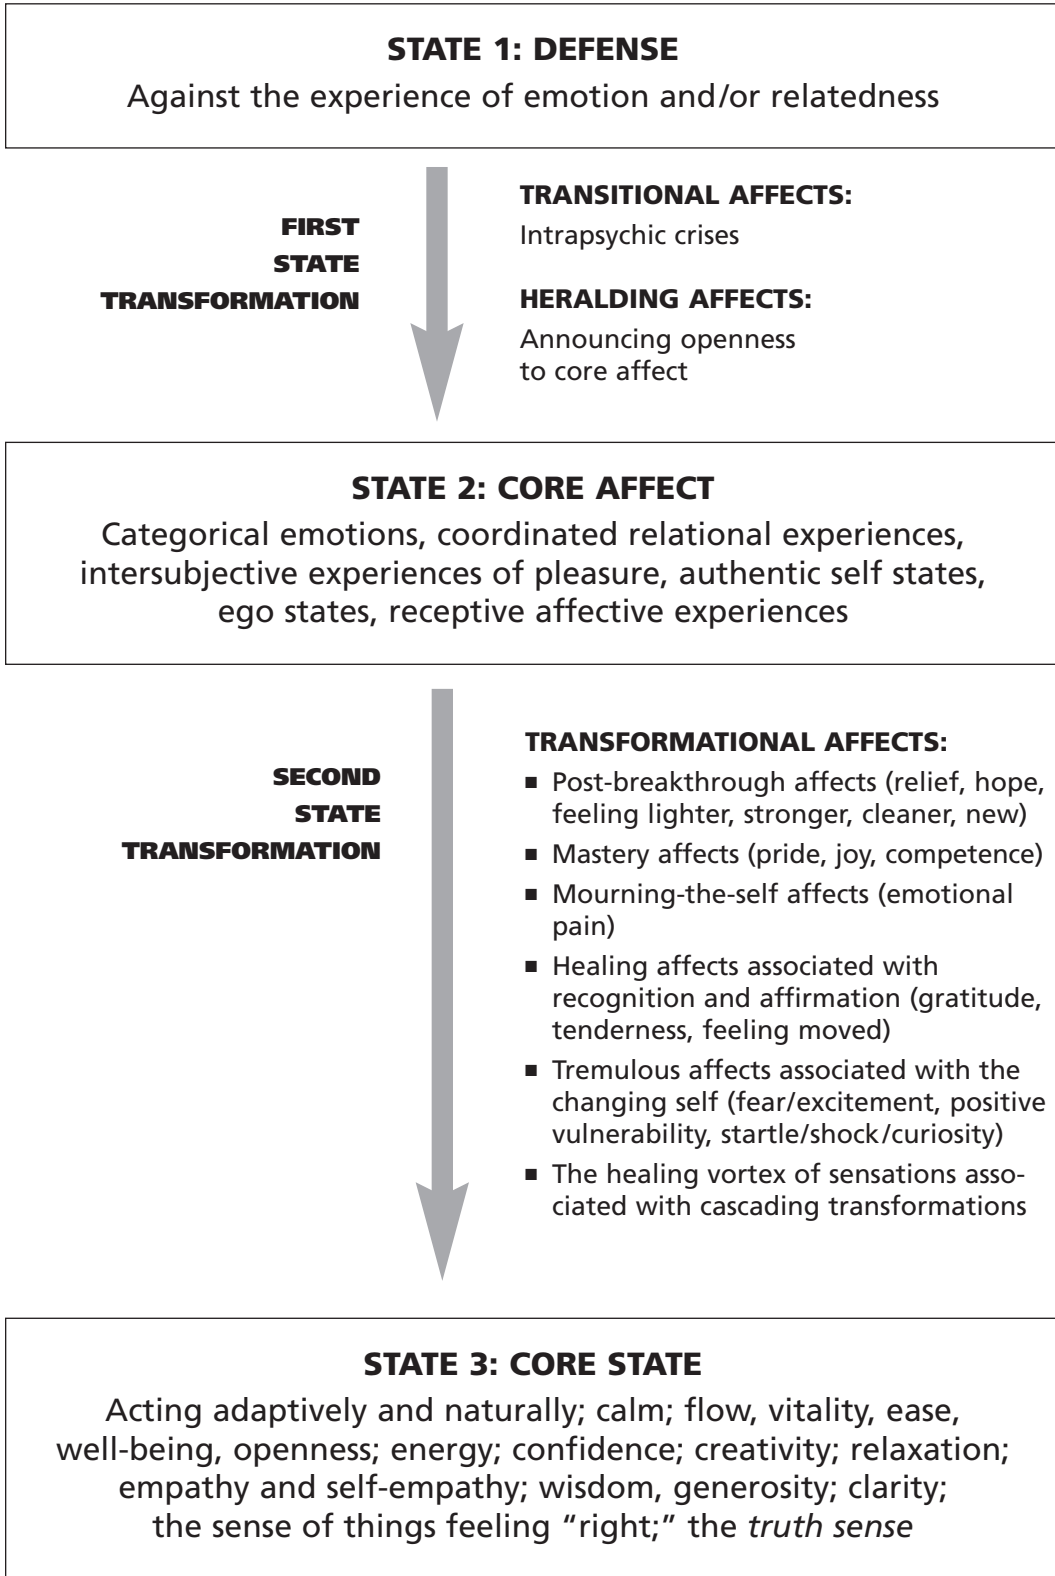 STATE 1: DEFENSE
Against the experience of emotion and/or relatedness
FIRST
STATE
TRANSFORMATION
TRANSITIONAL AFFECTS:
Intrapsychic crises
HERALDING AFFECTS:
Announcing openness
to core affect
STATE 2: CORE AFFECT
Categorical emotions, coordinated relational experiences,
intersubjective experiences of pleasure, authentic self states,
ego states, receptive affective experiences
SECOND
STATE
TRANSFORMATION
TRANSFORMATIONAL AFFECTS:
▪ Post-breakthrough affects (relief, hope,
feeling lighter, stronger, cleaner, new)
▪ Mastery affects (pride, joy, competence)
▪ Mourning-the-self affects (emotional
pain)
▪ Healing affects associated with
recognition and affirmation (gratitude,
tenderness, feeling moved)
▪ Tremulous affects associated with the
changing self (fear/excitement, positive
vulnerability, startle/shock/curiosity)
▪ The healing vortex of sensations asso-
ciated with cascading transformations
STATE 3: CORE STATE
Acting adaptively and naturally; calm; flow, vitality, ease,
well-being, openness; energy; confidence; creativity; relaxation;
empathy and self-empathy; wisdom, generosity; clarity;
the sense of things feeling “right;” the truth sense